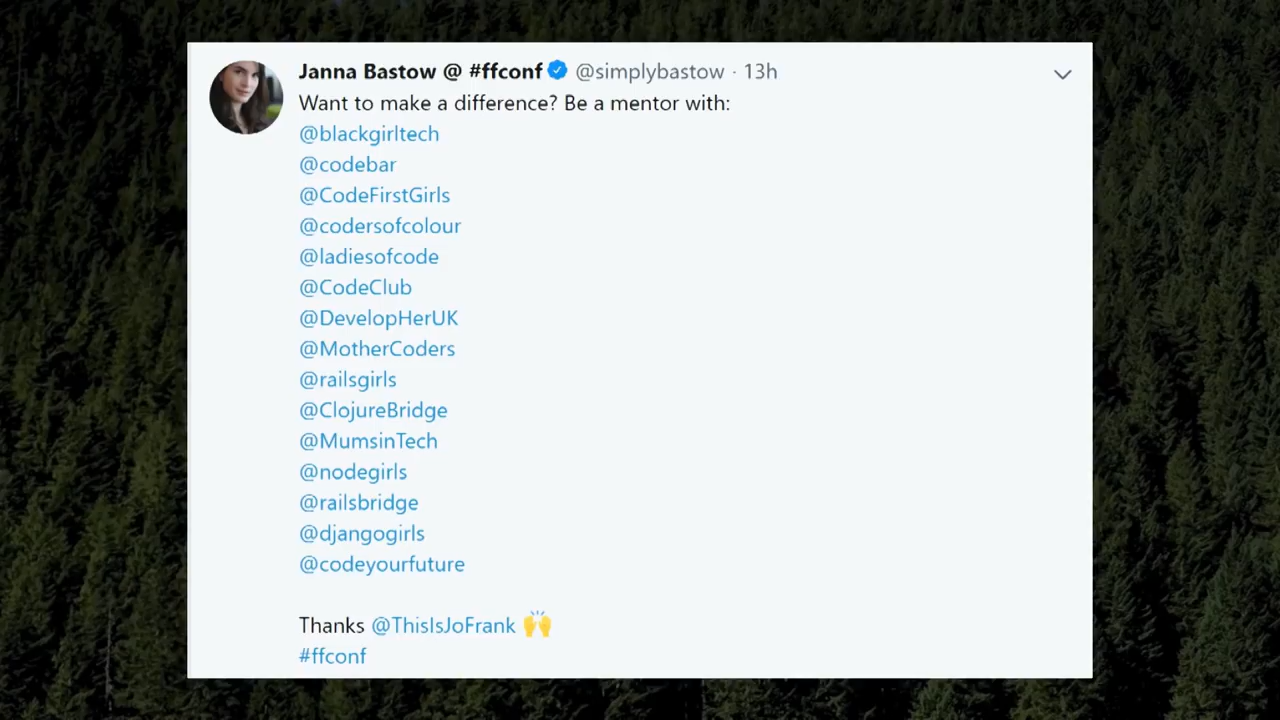 Janna Bastow @ #ffconf @simplybastow · 13h
Want to make a difference? Be a mentor with:
@blackgirltech
@codebar
@CodeFirstGirls
@codersofcolour
@ladiesofcode
@CodeClub
@DevelopHerUK
@MotherCoders
@railsgirls
@ClojureBridge
@MumsinTech
@nodegirls
@railsbridge
@djangogirls
@codeyourfuture
Thanks @ThisIsJoFrank 🙌
#ffconf